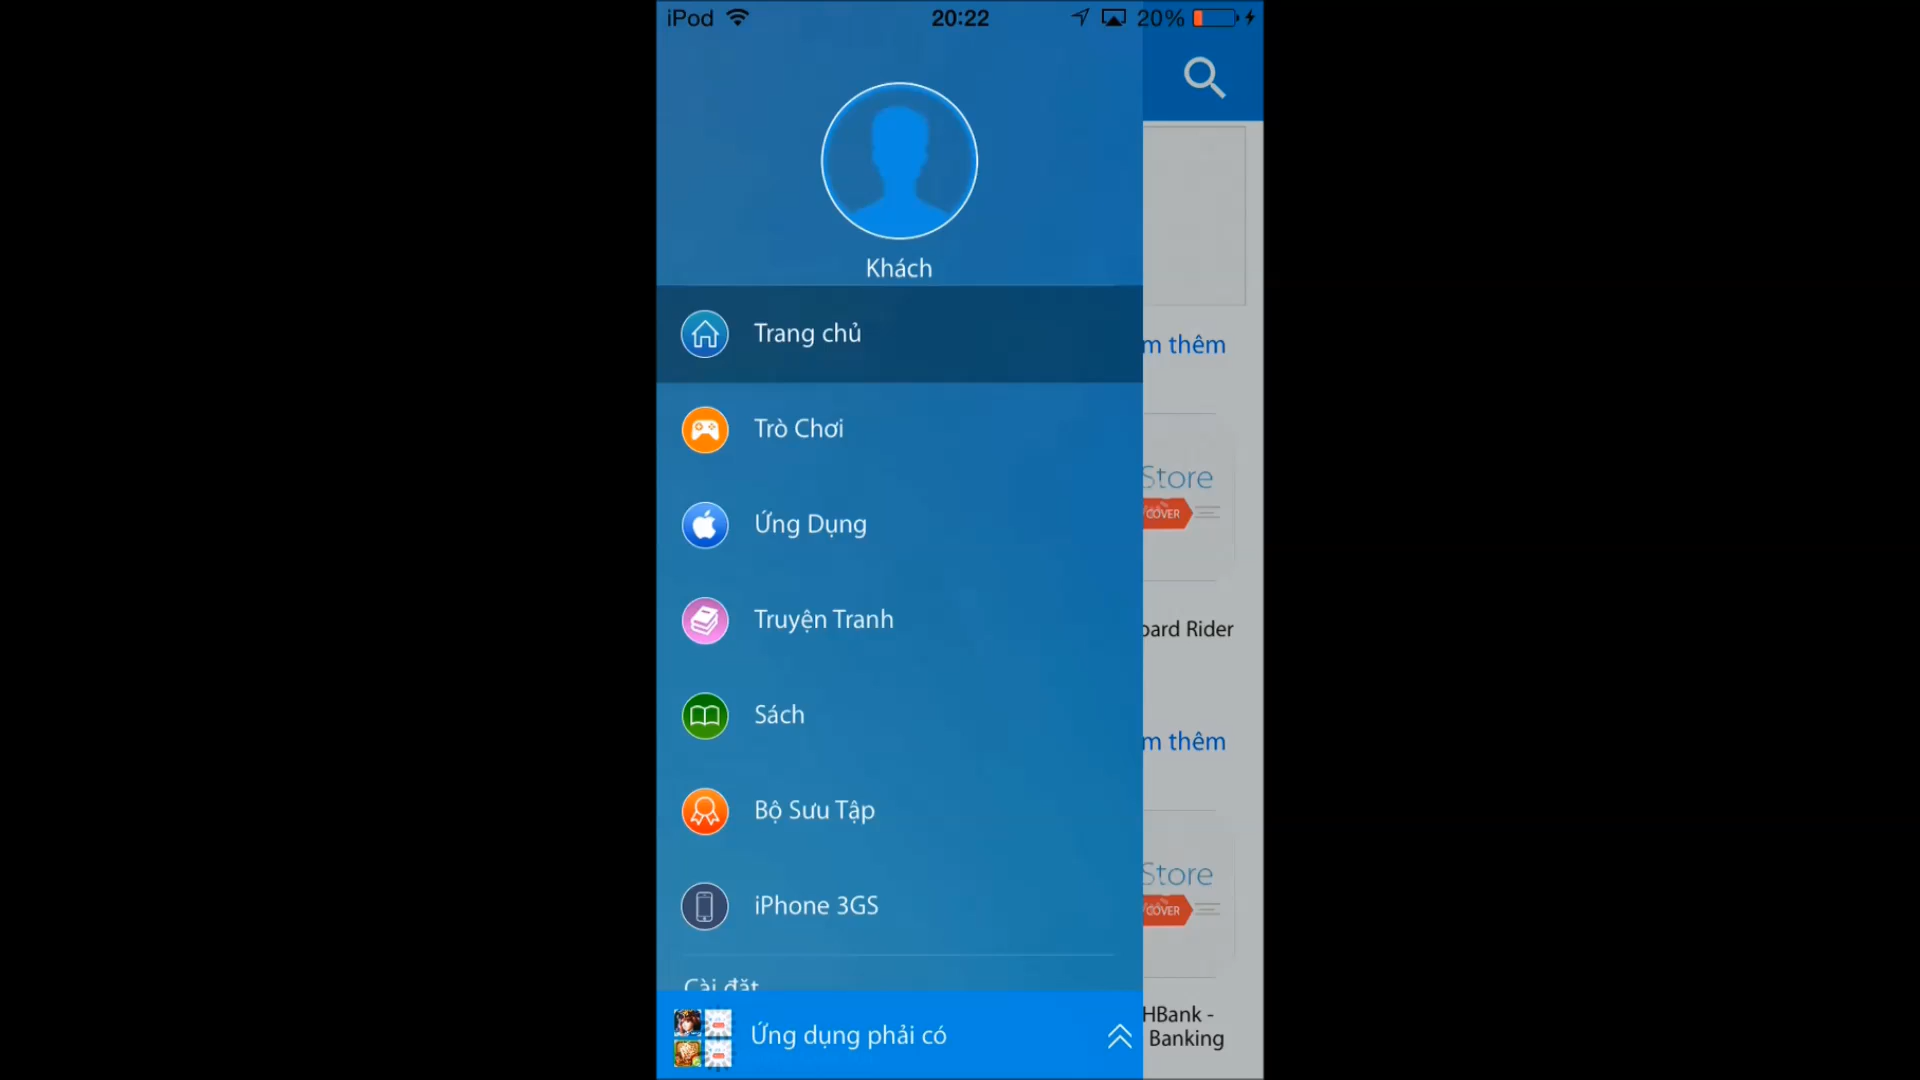 iPod 20:22 20%
Khách
Trang chủ
Trò Chơi
Ứng Dụng
Truyện Tranh
Sách
Bộ Sưu Tập
iPhone 3GS
Cài đặt
Ứng dụng phải có
m thêm
Store
COVER
oard Rider
m thêm
Store
COVER
HBank -
Banking